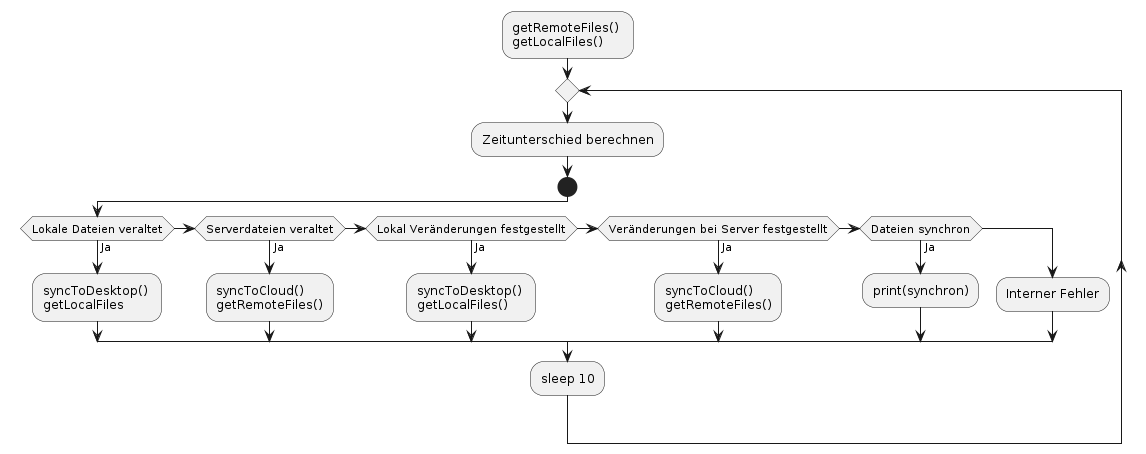 getRemoteFiles()
getLocalFiles()
Zeitunterschied berechnen
Lokale Dateien veraltet
Serverdateien veraltet
Lokal Veränderungen festgestellt
Veränderungen bei Server festgestellt
Dateien synchron
Ja
Ja
Ja
Ja
Ja
syncToDesktop()
getLocalFiles
syncToCloud()
getRemoteFiles()
syncToDesktop()
getLocalFiles()
syncToCloud()
getRemoteFiles()
print(synchron)
Interner Fehler
sleep 10